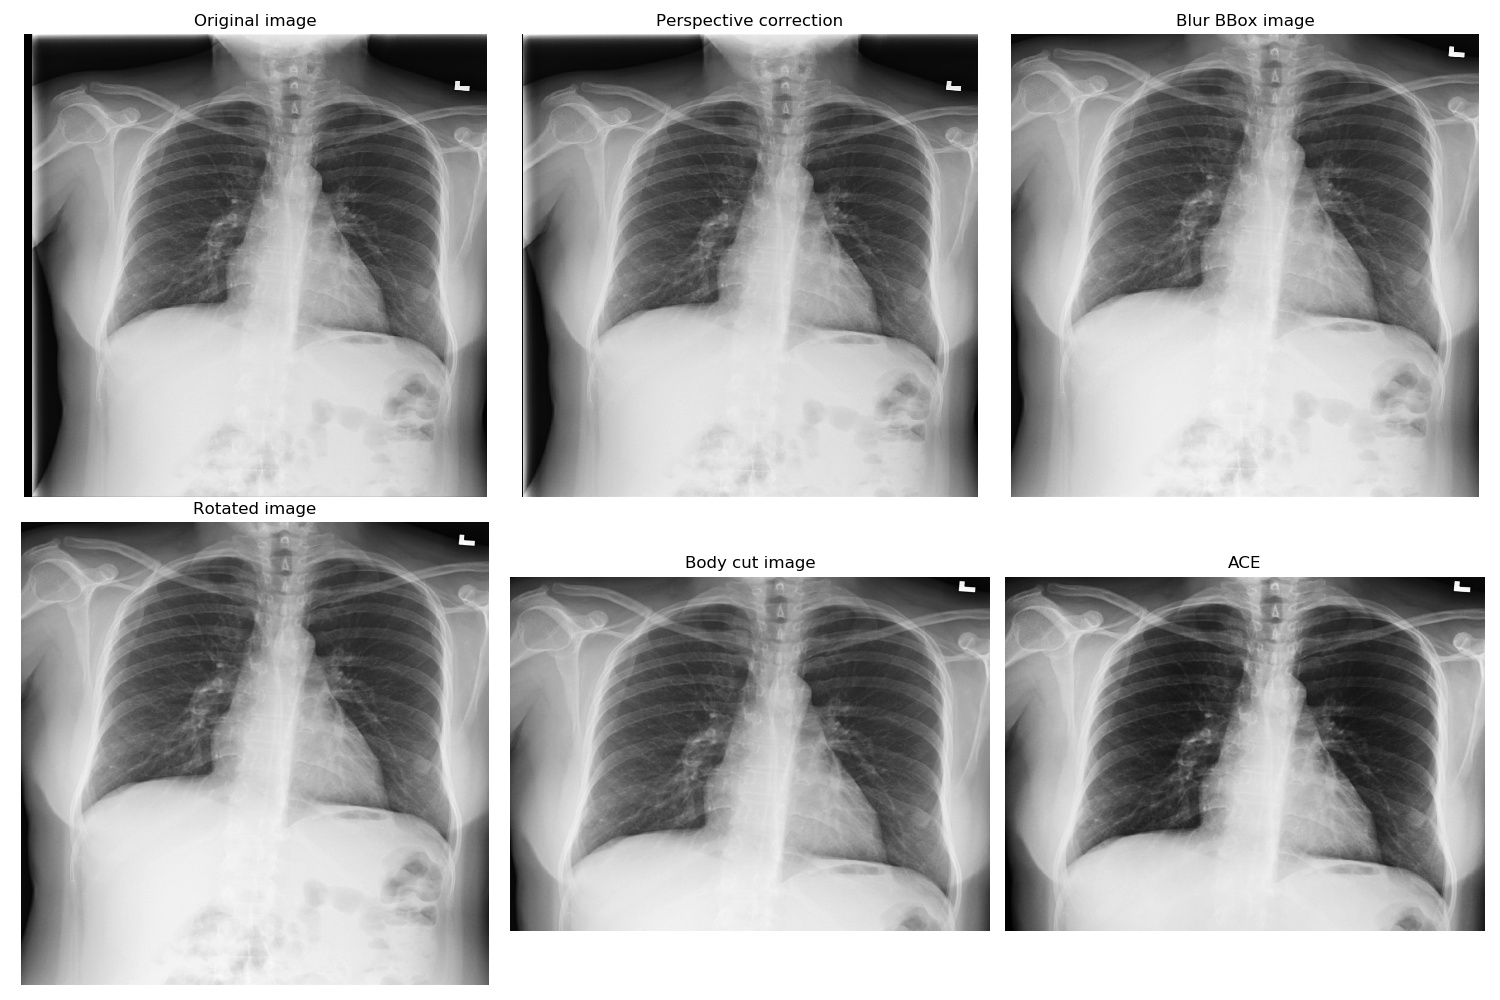 Original image
Perspective correction
Blur BBox image
L
L
L
Rotated image
L
Body cut image
ACE
L
L